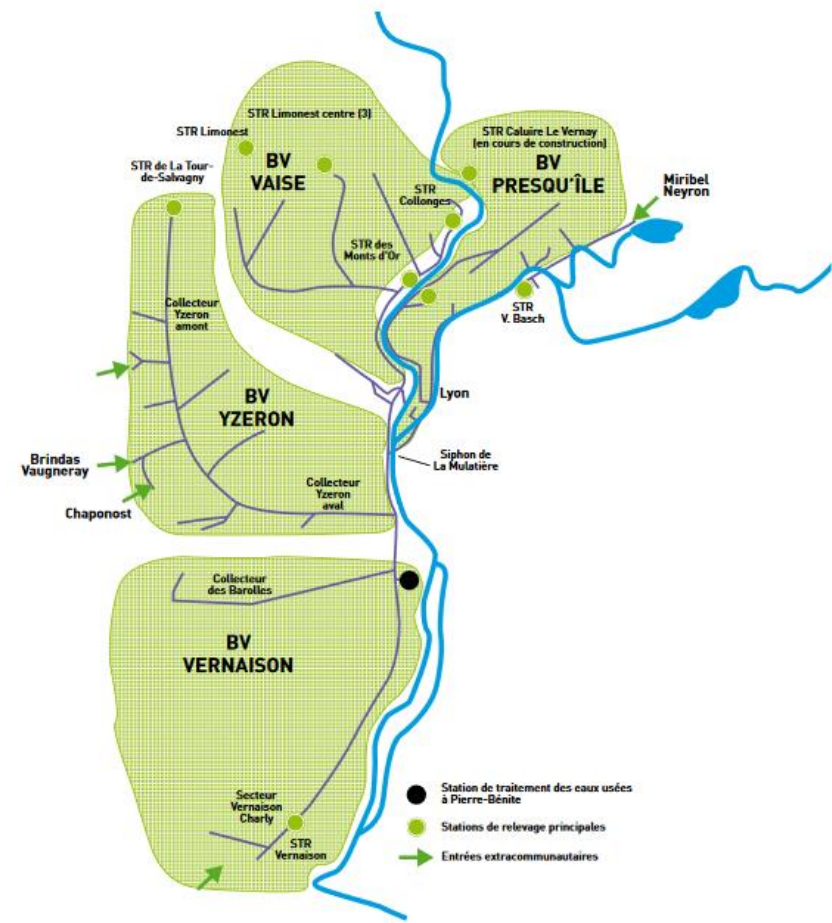 STR Limonest centre (3)
STR Limonest
BV
VAISE
STR de La Tour-
de-Salvagny
STR Caluire Le Vernay
(en cours de construction)
BV
PRESQU'ÎLE
Miribel
Neyron
STR
Collonges
STR des
Monts d'Or
STR
V. Basch
Collecteur
Yzeron
amont
BV
YZERON
Lyon
Brindas
Vaugneray
Siphon de
La Mulatière
Chaponost
Collecteur
Yzeron
aval
Collecteur
des Barolles
BV
VERNAISON
Secteur
Vernaison
Charly
STR
Vernaison
Station de traitement des eaux usées
à Pierre-Bénite
Stations de relevage principales
Entrées extracommunautaires